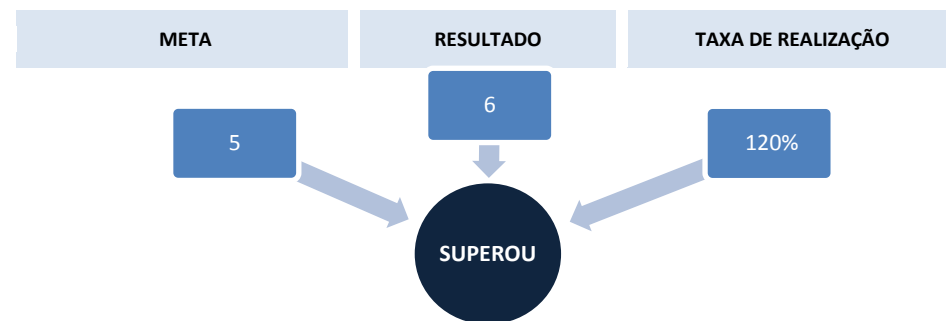 META
RESULTADO
TAXA DE REALIZAÇÃO
5
6
120%
SUPEROU